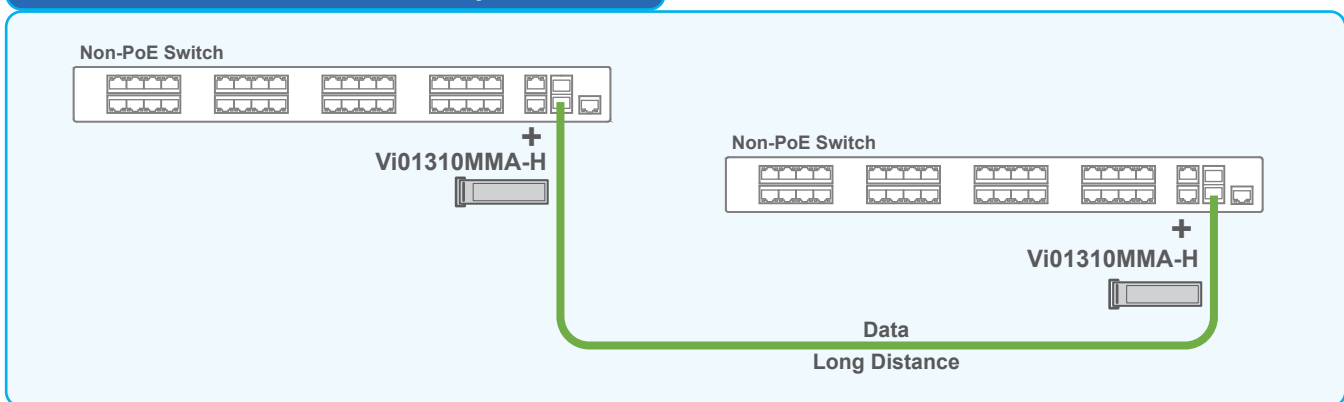 Non-PoE Switch
+
Vi01310MMA-H
Non-PoE Switch
+
Vi01310MMA-H
Data
Long Distance